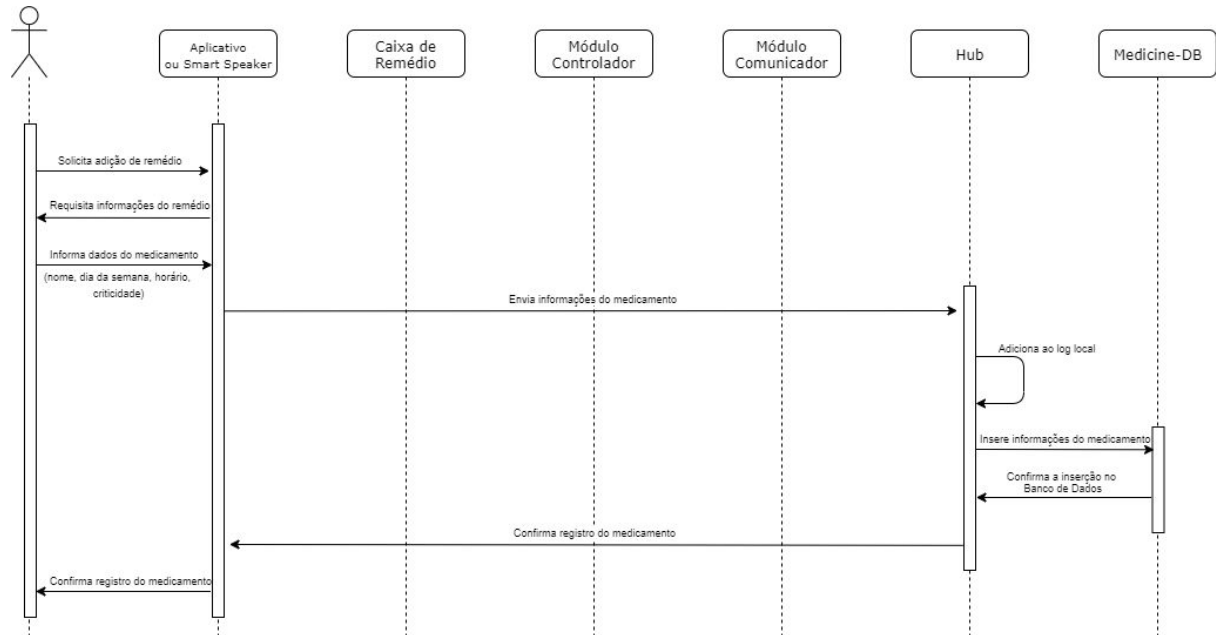 Aplicativo
ou Smart Speaker
Caixa de
Remédio
Módulo
Controlador
Módulo
Comunicador
Hub
Medicine-DB
Solicita adição de remédio
Requisita informações do remédio
Informa dados do medicamento
(nome, dia da semana, horário,
criticidade)
Envia informações do medicamento
Adiciona ao log local
Insere informações do medicamento
Confirma a inserção no
Banco de Dados
Confirma registro do medicamento
Confirma registro do medicamento